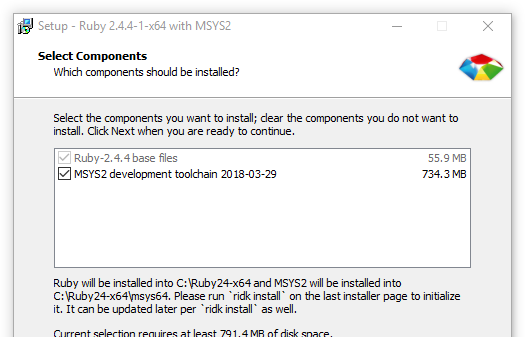 Setup - Ruby 2.4.4-1-x64 with MSYS2
Select Components
Which components should be installed?
Select the components you want to install; clear the components you do not want to
install. Click Next when you are ready to continue.
Ruby-2.4.4 base files 55.9 MB
MSYS2 development toolchain 2018-03-29 734.3 MB
Ruby will be installed into C:\Ruby24-x64 and MSYS2 will be installed into
C:\Ruby24-x64\msys64. Please run `ridk install` on the last installer page to initialize
it. It can be updated later per `ridk install` as well.
Current selection requires at least 791.4 MB of disk space.